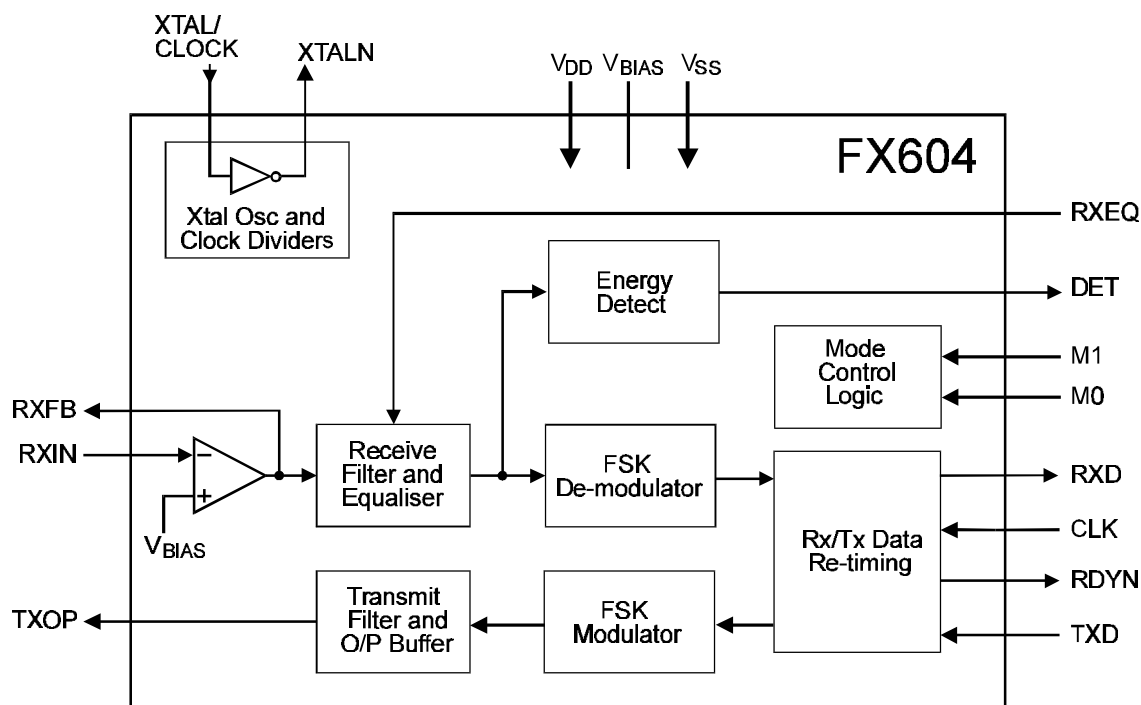 XTAL/
CLOCK
XTALN
VDD
VBIAS
VSS
FX604
Xtal Osc and
Clock Dividers
RXEQ
Energy
Detect
DET
Mode
Control
Logic
M1
M0
RXFB
RXIN
Receive
Filter and
Equaliser
FSK
De-modulator
RXD
VBIAS
Rx/Tx Data
Re-timing
CLK
RDYN
TXOP
Transmit
Filter and
O/P Buffer
FSK
Modulator
TXD